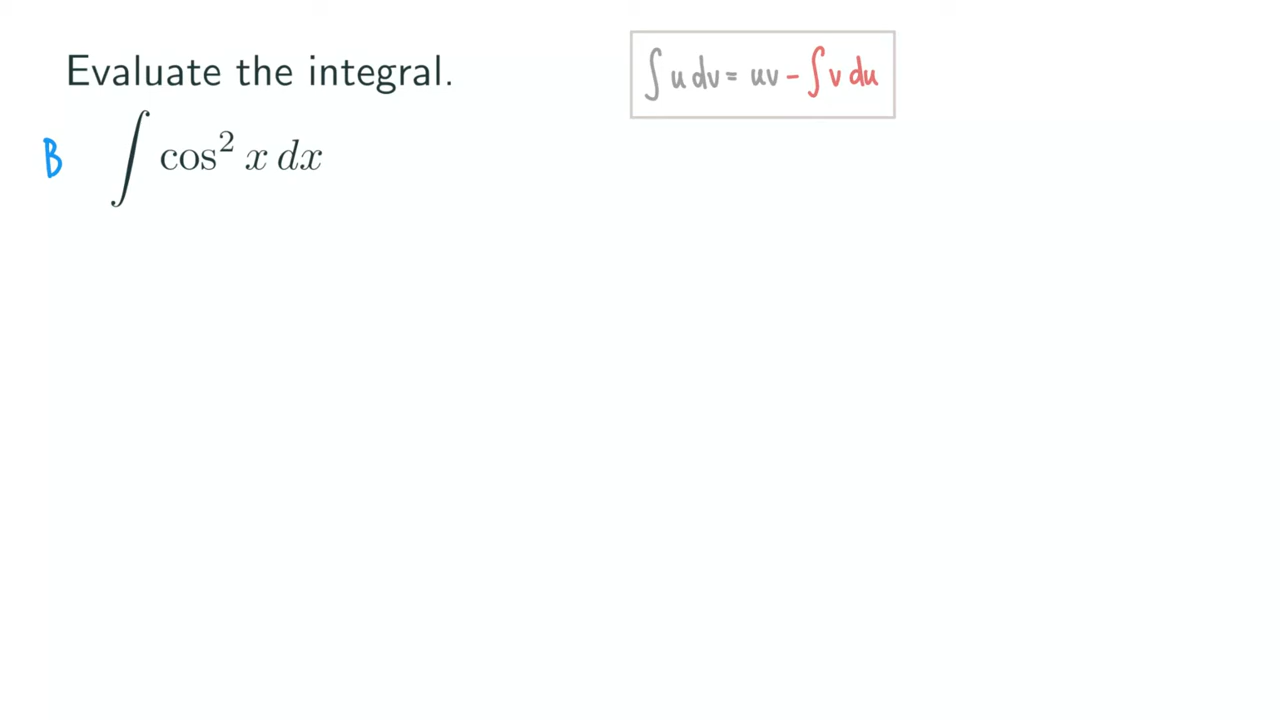 Evaluate the integral.
∫ u dv = uv - ∫ v du
B ∫ cos² x dx